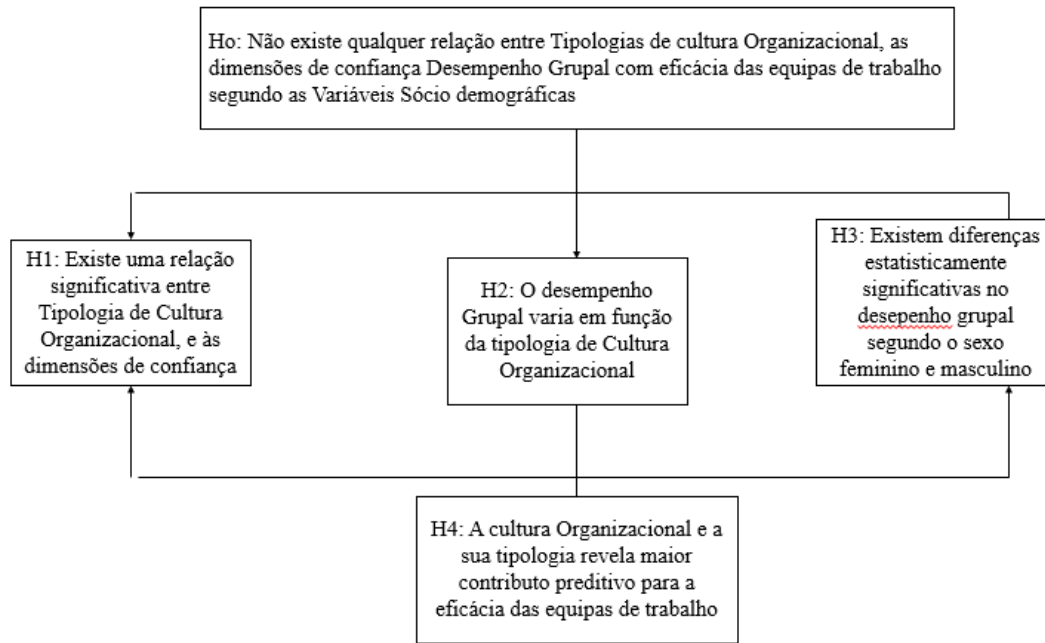 Ho: Não existe qualquer relação entre Tipologias de cultura Organizacional, as
dimensões de confiança Desempenho Grupal com eficácia das equipas de trabalho
segundo as Variáveis Sócio demográficas
H1: Existe uma relação
significativa entre
Tipologia de Cultura
Organizacional, e às
dimensões de confiança
H2: O desempenho
Grupal varia em função
da tipologia de Cultura
Organizacional
H3: Existem diferenças
estatisticamente
significativas no
desepenho grupal
segundo o sexo
feminino e masculino
H4: A cultura Organizacional e a
sua tipologia revela maior
contributo preditivo para a
eficácia das equipas de trabalho